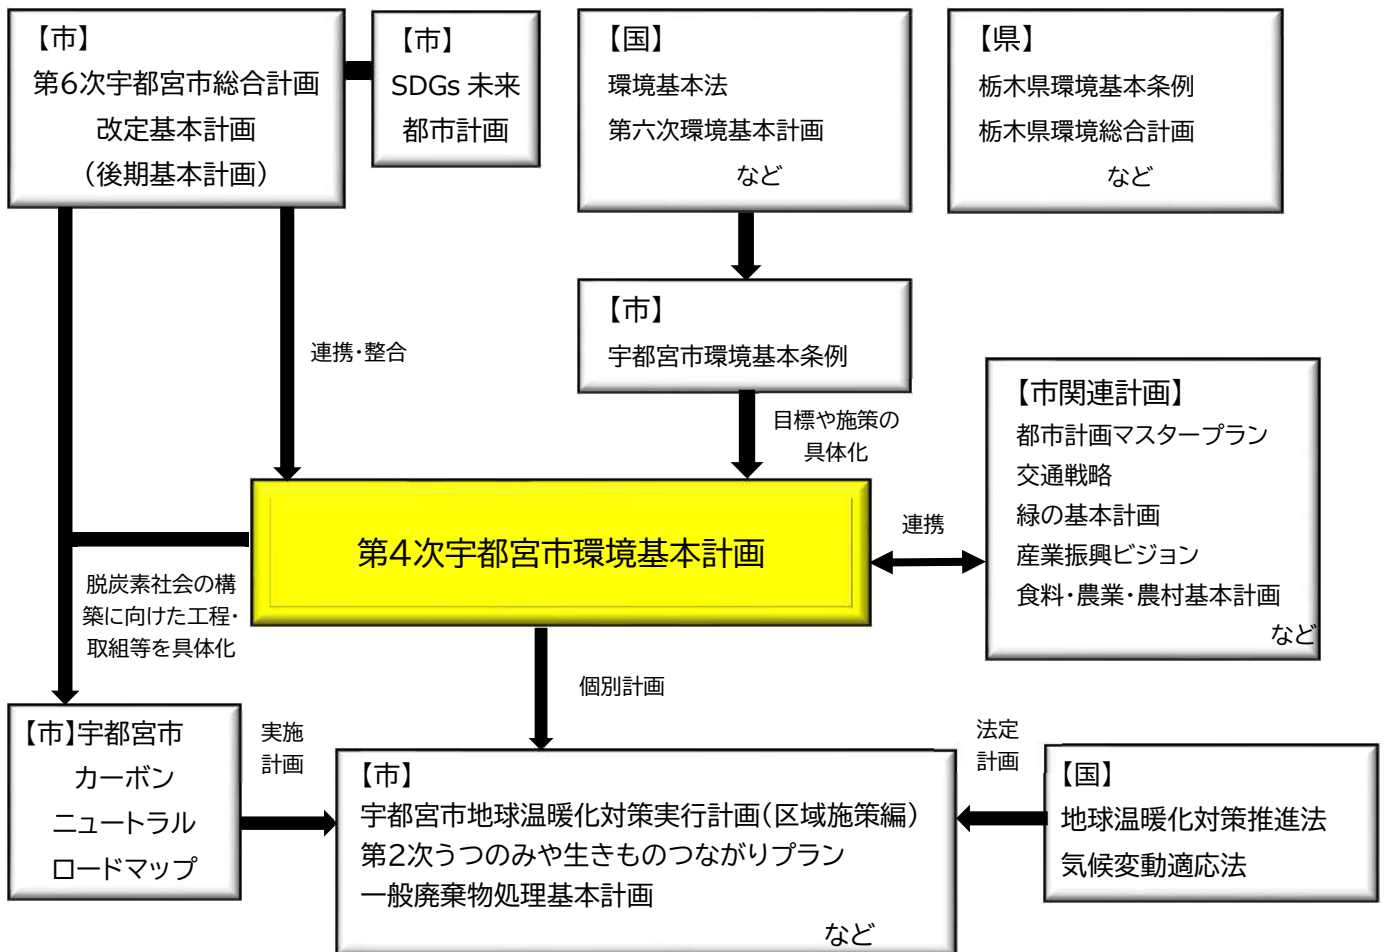 【市】
第6次宇都宮市総合計画
改定基本計画
（後期基本計画）
【市】
SDGs 未来
都市計画
【国】
環境基本法
第六次環境基本計画
など
【県】
栃木県環境基本条例
栃木県環境総合計画
など
連携・整合
【市】
宇都宮市環境基本条例
目標や施策の
具体化
【市関連計画】
都市計画マスタープラン
交通戦略
緑の基本計画
産業振興ビジョン
食料・農業・農村基本計画
など
第4次宇都宮市環境基本計画
連携
脱炭素社会の構
築に向けた工程・
取組等を具体化
個別計画
【市】宇都宮市
カーボン
ニュートラル
ロードマップ
実施
計画
【市】
宇都宮市地球温暖化対策実行計画（区域施策編）
第2次うつのみや生きものつながりプラン
一般廃棄物処理基本計画
など
法定
計画
【国】
地球温暖化対策推進法
気候変動適応法